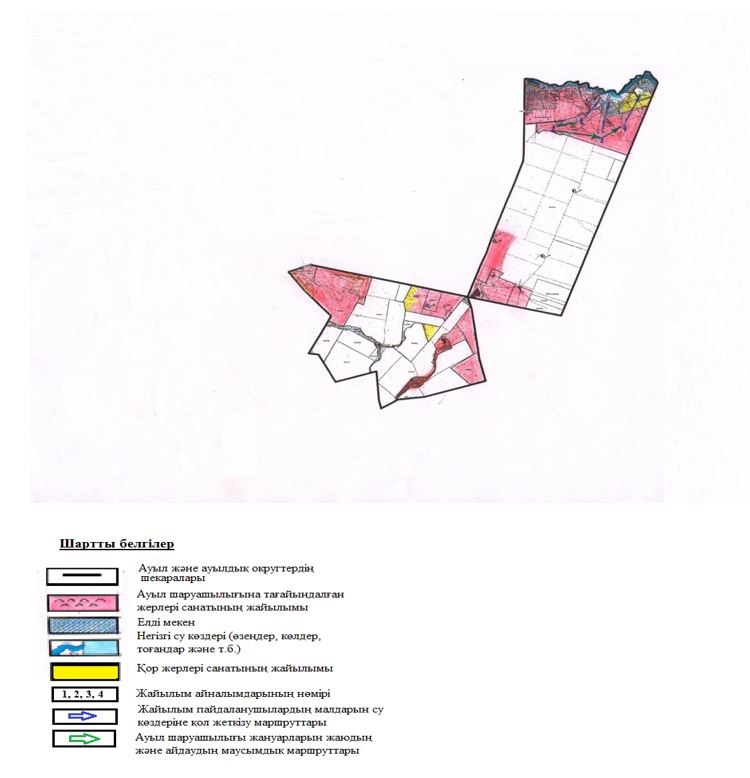 Шартты белгілер
Ауыл және ауылдық округтердің
шекаралары
Ауыл шаруашылығына тағайындалған
жерлері санатының жайылымы
Елді мекен
Негізгі су көздері (өзендер, көлдер,
тоғандар және т.б.)
Қор жерлері санатының жайылымы
1, 2, 3, 4 Жайылым айналымдарының нөмірі
Жайылым пайдаланушылардың малдарын су
көздеріне қол жеткізу маршруттары
Ауыл шаруашылығы жануарларын жаюдың
және айдаудың маусымдық маршруттары